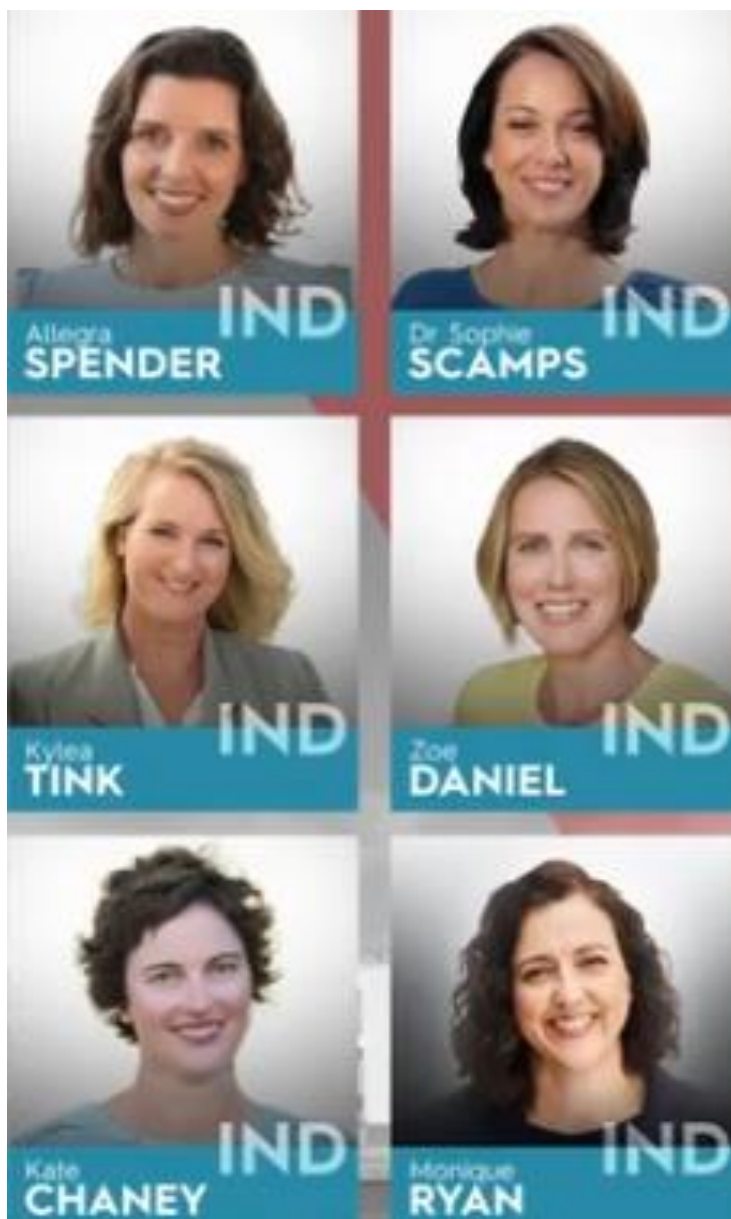 IND
IND
Allegra
SPENDER
Dr Sophie
SCAMPS
IND
IND
Kylea
TINK
Zoe
DANIEL
IND
IND
Kate
CHANEY
Monique
RYAN